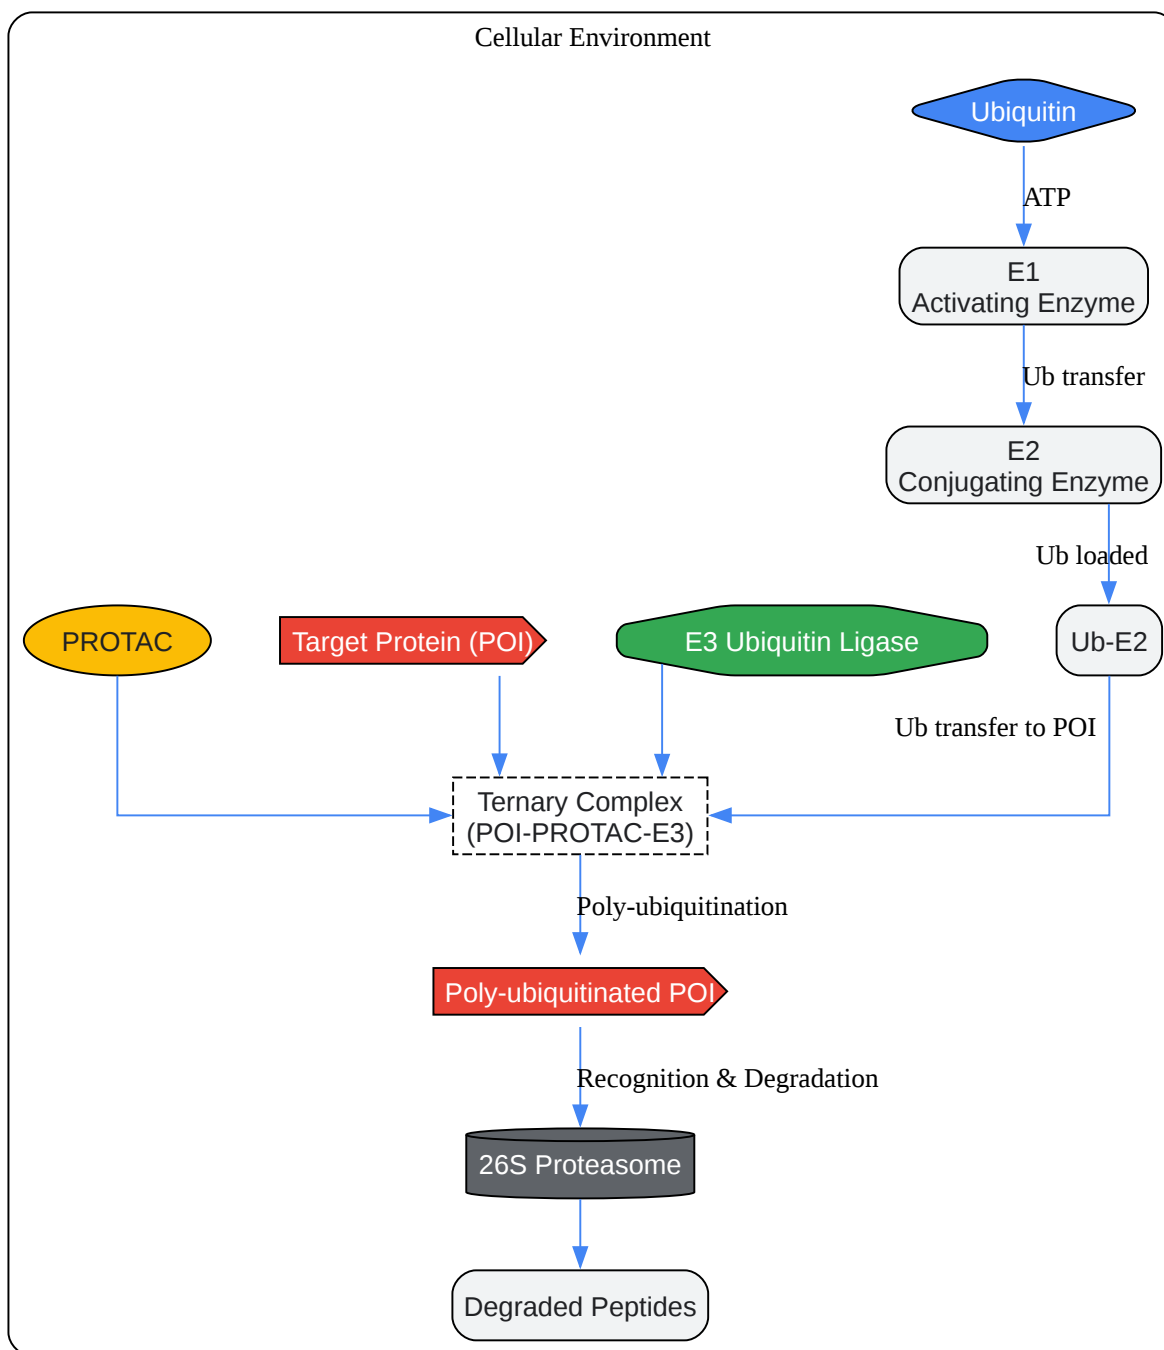 Cellular Environment
Ubiquitin
ATP
E1
Activating Enzyme
Ub transfer
E2
Conjugating Enzyme
Ub loaded
PROTAC
Target Protein (POI)
E3 Ubiquitin Ligase
Ub-E2
Ub transfer to POI
Ternary Complex
(POI-PROTAC-E3)
Poly-ubiquitination
Poly-ubiquitinated POI
Recognition & Degradation
26S Proteasome
Degraded Peptides